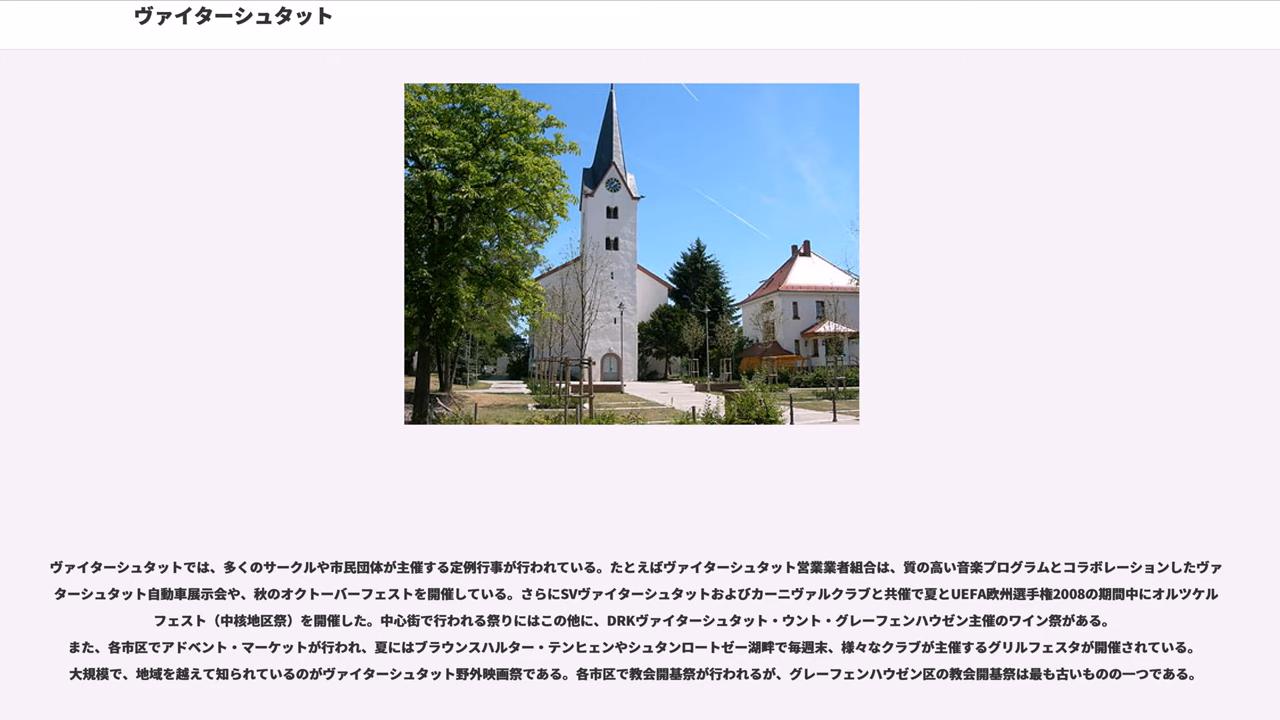 ヴァイターシュタット
ヴァイターシュタットでは、多くのサークルや市民団体が主催する定例行事が行われている。たとえばヴァイターシュタット営業業者組合は、質の高い音楽プログラムとコラボレーションしたヴァ
ターシュタット自動車展示会や、秋のオクトーバーフェストを開催している。さらにSVヴァイターシュタットおよびカーニヴァルクラブと共催で夏とUEFA欧州選手権2008の期間中にオルツケル
フェスト（中核地区祭）を開催した。中心街で行われる祭りにはこの他に、DRKヴァイターシュタット・ウント・グレーフェンハウゼン主催のワイン祭がある。
また、各市区でアドベント・マーケットが行われ、夏にはブラウンスハルター・テンヒェンやシュタンロートゼー湖畔で毎週末、様々なクラブが主催するグリルフェスタが開催されている。
大規模で、地域を越えて知られているのがヴァイターシュタット野外映画祭である。各市区で教会開基祭が行われるが、グレーフェンハウゼン区の教会開基祭は最も古いものの一つである。